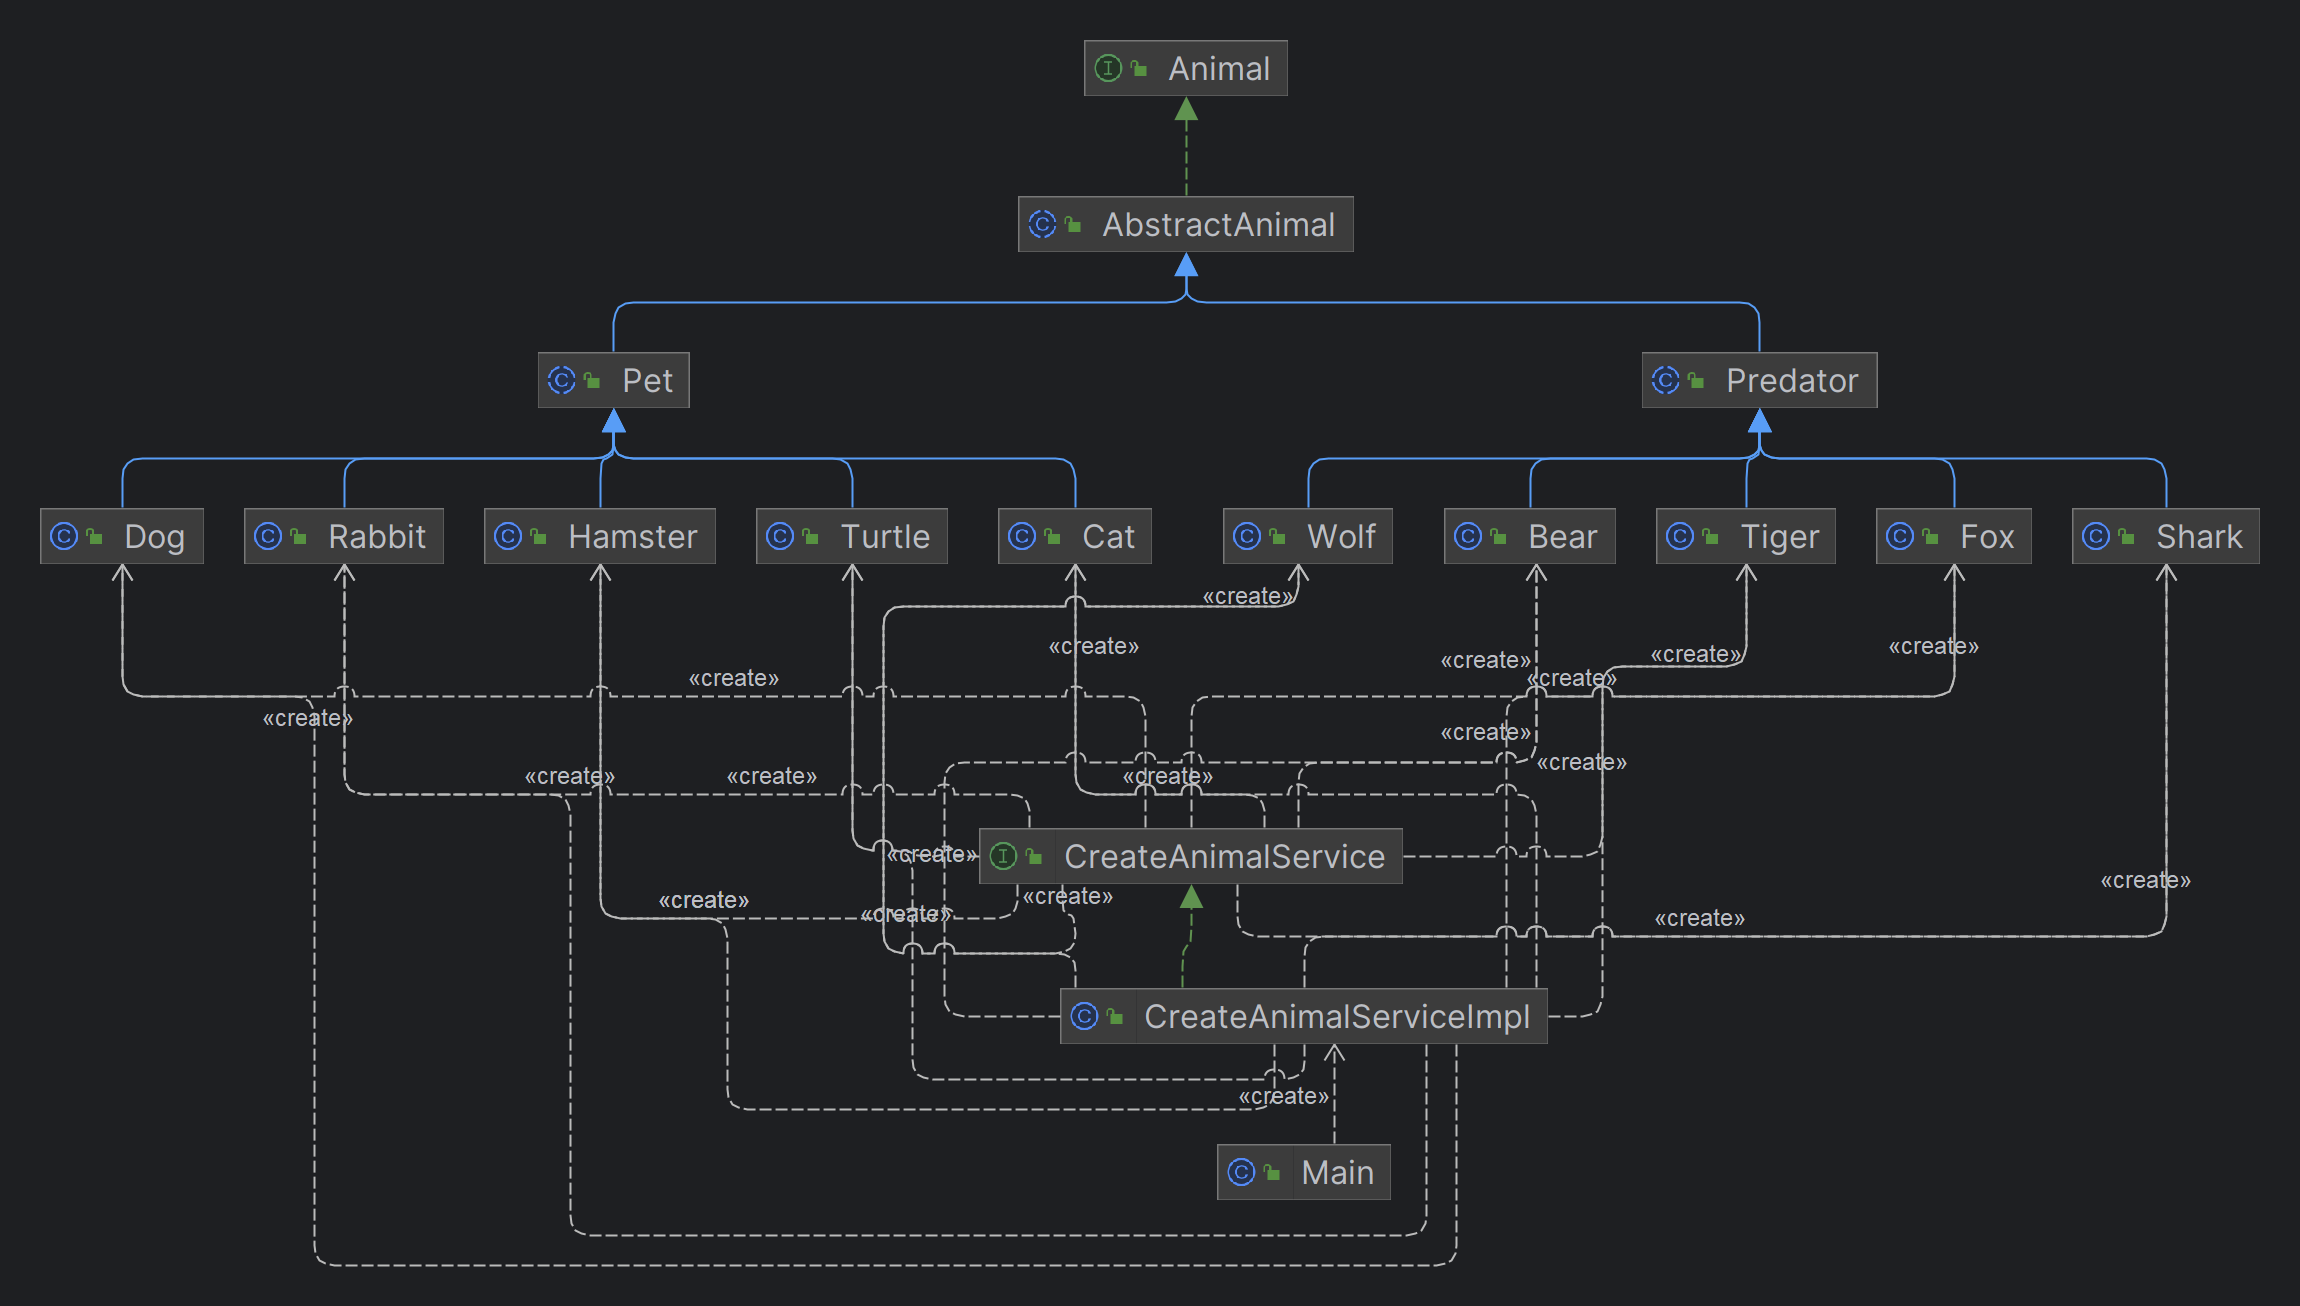 Animal
AbstractAnimal
Pet
Predator
Dog
Rabbit
Hamster
Turtle
Cat
Wolf
Bear
Tiger
Fox
Shark
«create»
«create»
«create»
«create»
«create»
«create»
«create»
«create»
«create»
«create»
«create»
«create»
«create»
«create»
CreateAnimalService
«create»
«create»
«create»
«create»
«create»
«create»
CreateAnimalServiceImpl
«create»
Main